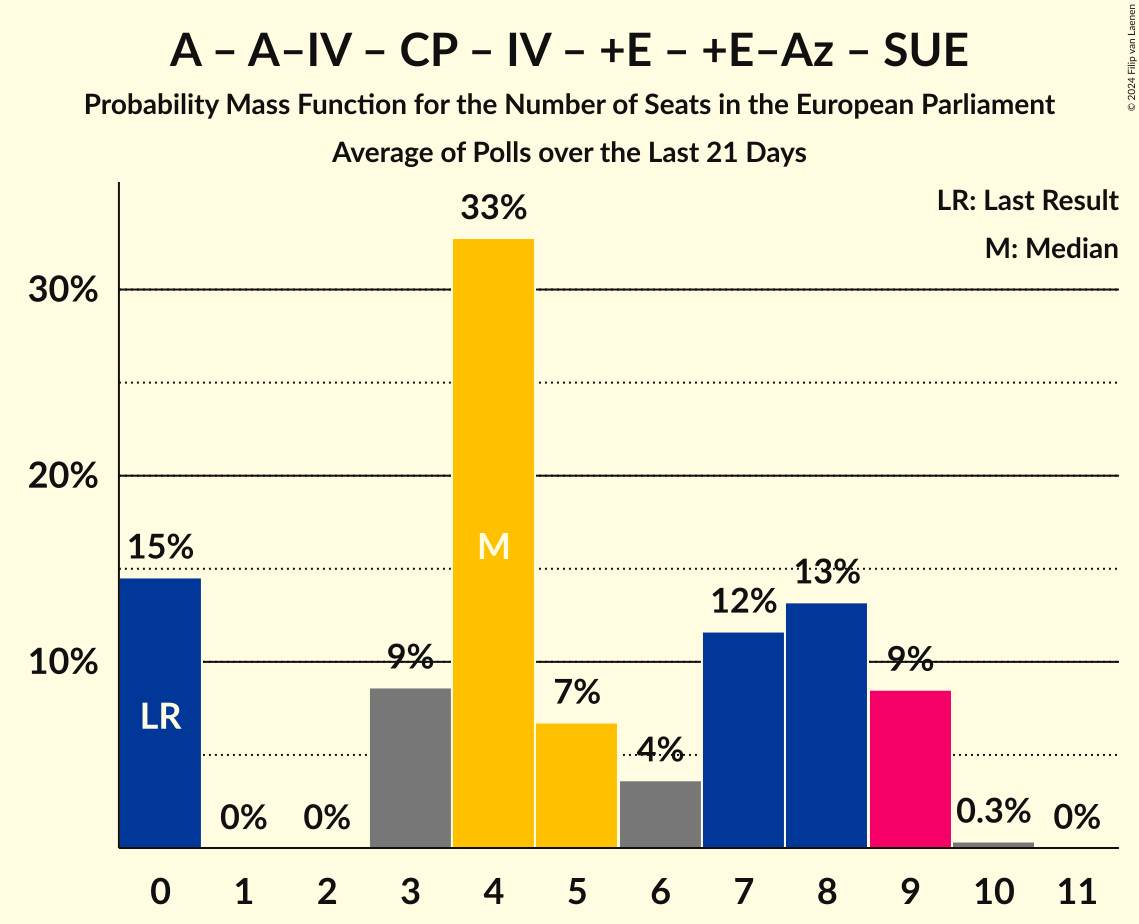 A – A–IV – CP – IV – +E – +E–Az – SUE
Probability Mass Function for the Number of Seats in the European Parliament
Average of Polls over the Last 21 Days
© 2024 Filip van Laenen
LR: Last Result
M: Median
33%
30%
20%
15%
M
13%
12%
10%
9%
9%
7%
LR
4%
0%
0%
0.3%
0%
0 1 2 3 4 5 6 7 8 9 10 11